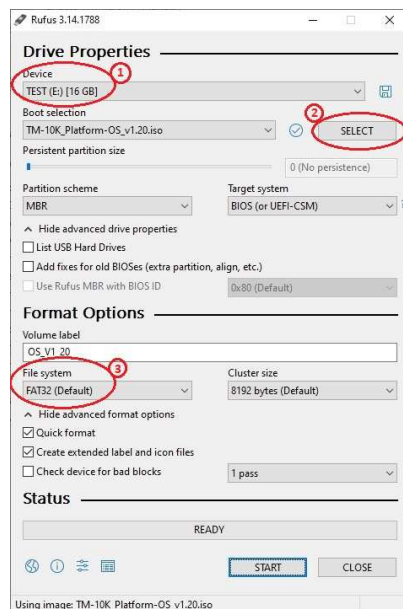 Rufus 3.14.1788
Drive Properties
1
Device
TEST (E:) [16 GB]
Boot selection
2
TM-10K_Platform-OS_v1.20.iso
SELECT
Persistent partition size
0 (No persistence)
Partition scheme
Target system
MBR
BIOS (or UEFI-CSM)
Hide advanced drive properties
List USB Hard Drives
Add fixes for old BIOSes (extra partition, align, etc.)
Use Rufus MBR with BIOS ID
0x80 (Default)
Format Options
Volume label
OS_V1_20
3
File system
Cluster size
FAT32 (Default)
8192 bytes (Default)
Hide advanced format options
Quick format
Create extended label and icon files
Check device for bad blocks
1 pass
Status
READY
START
CLOSE
Using image: TM-10K_Platform-OS_v1.20.iso